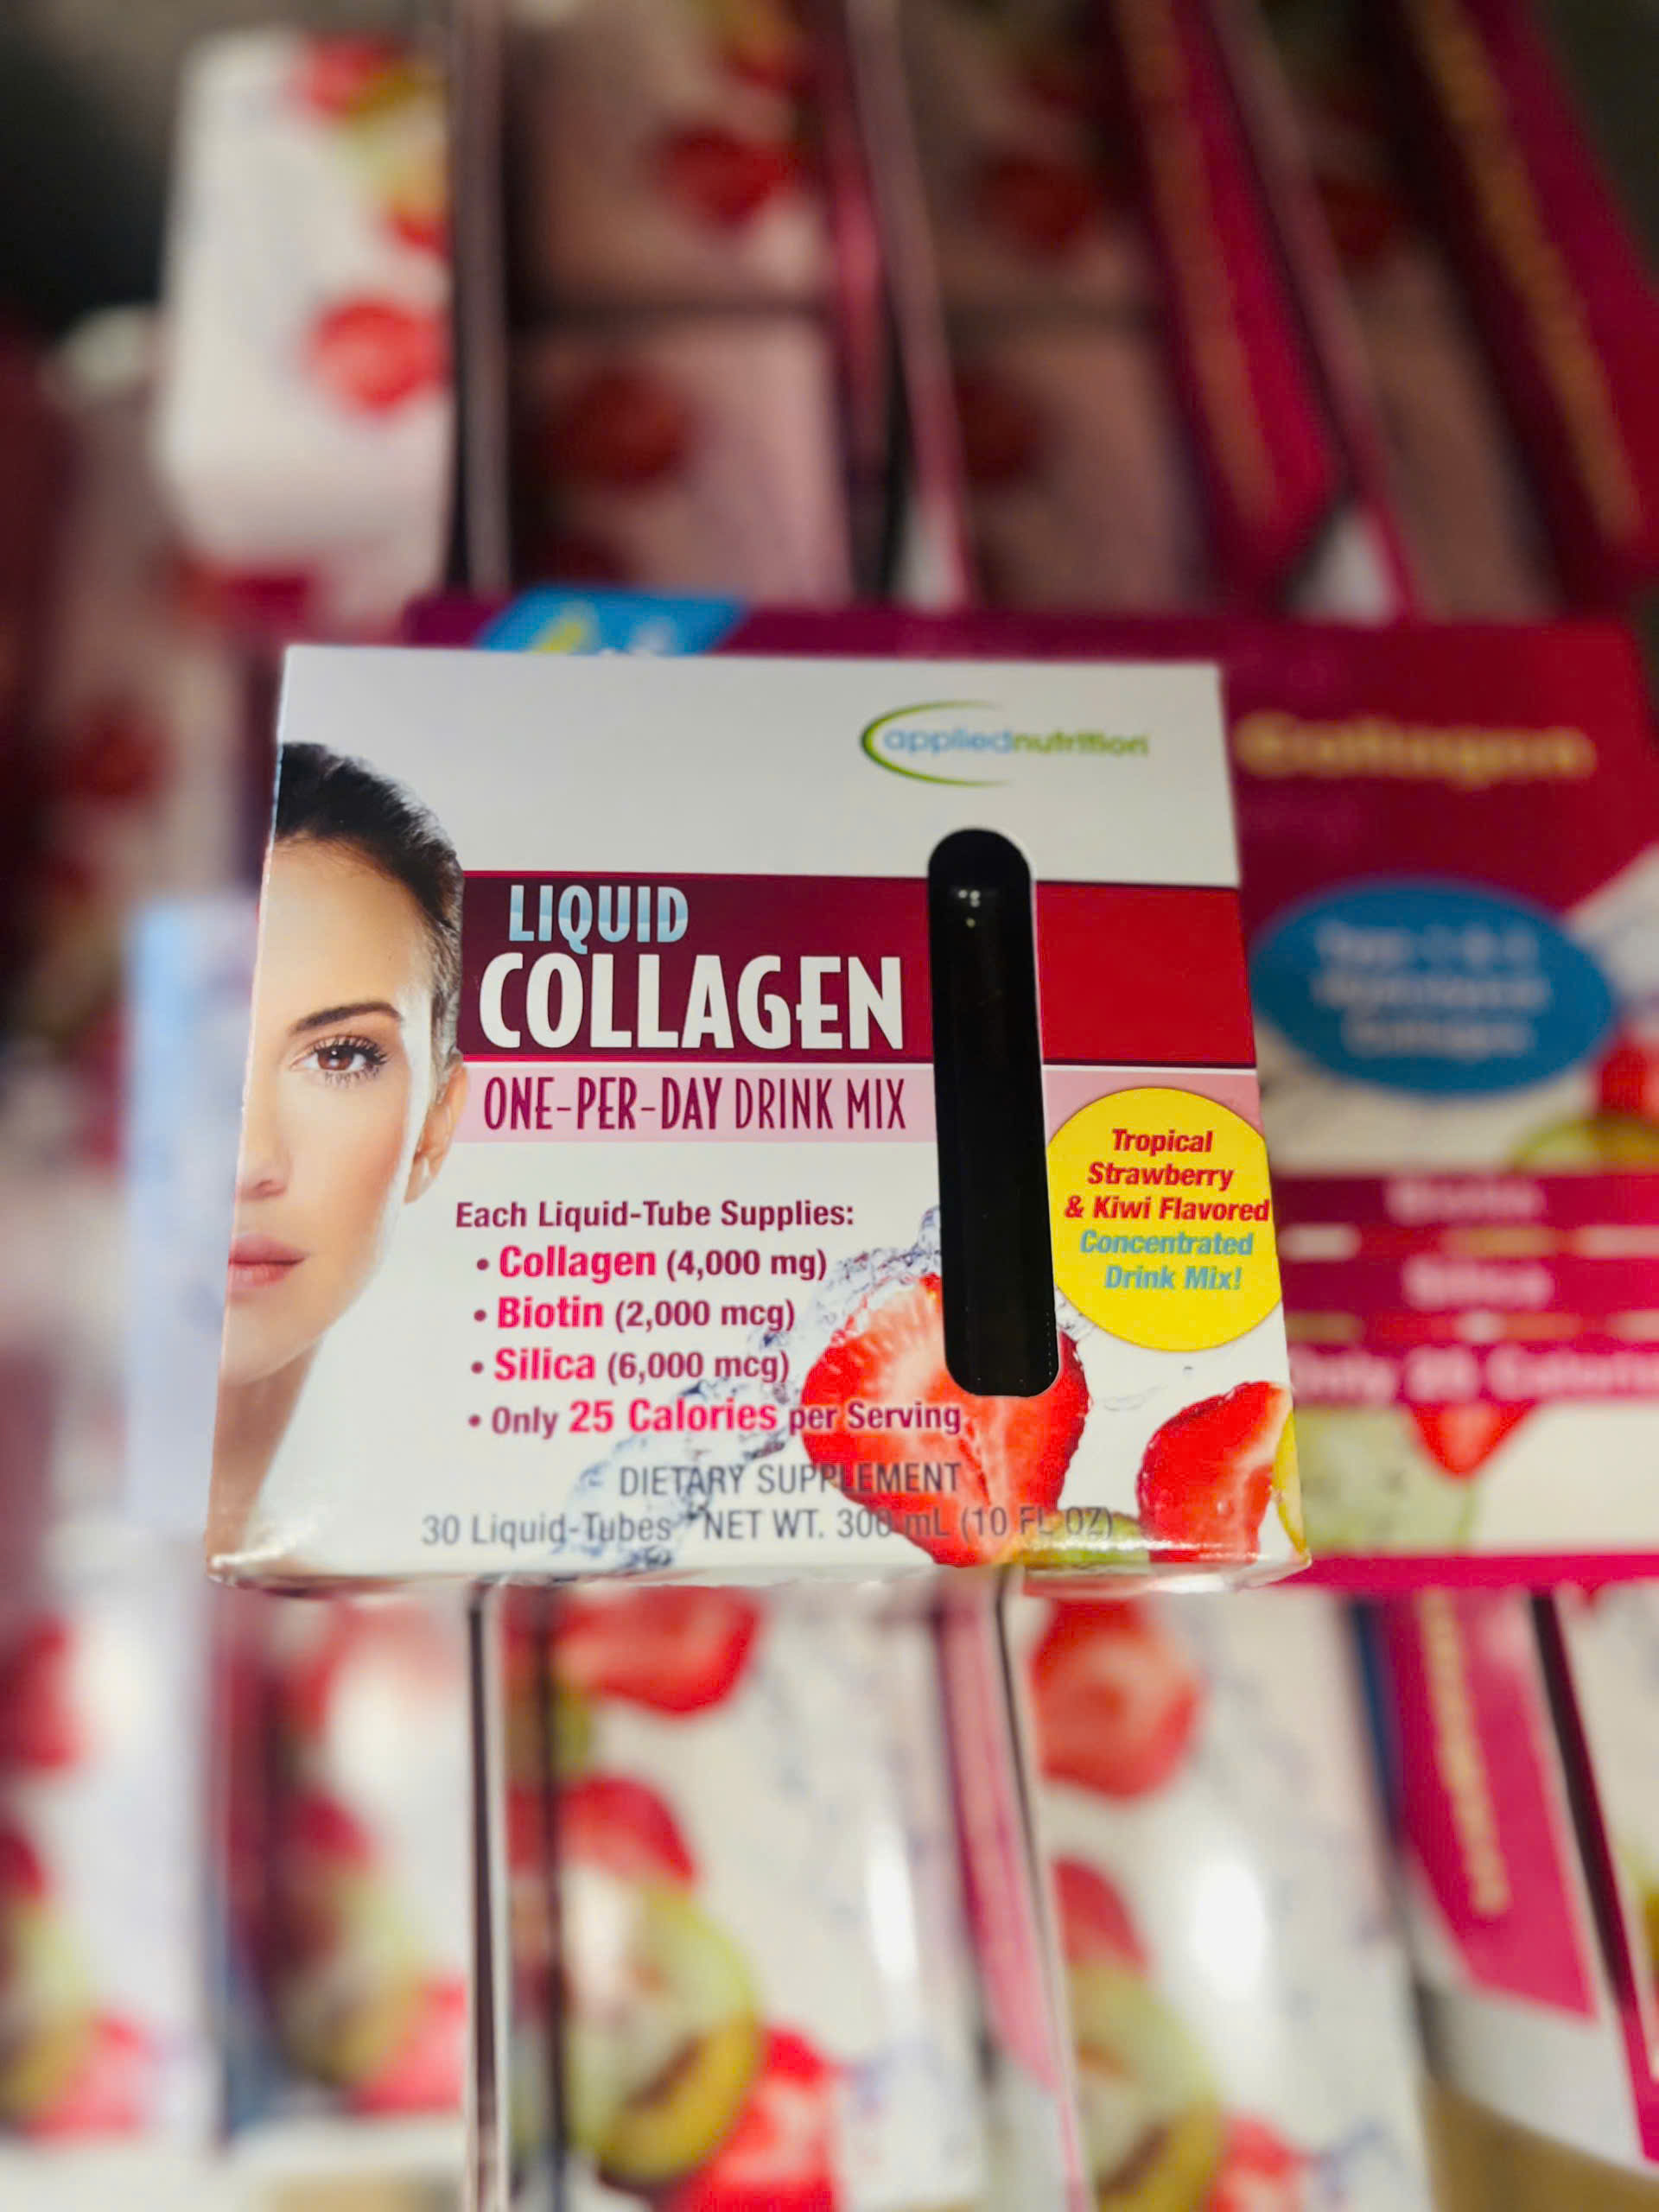 appliednutrition
LIQUID
COLLAGEN
ONE-PER-DAY DRINK MIX
Tropical
Strawberry
& Kiwi Flavored
Concentrated
Drink Mix!
Each Liquid-Tube Supplies:
• Collagen (4,000 mg)
• Biotin (2,000 mcg)
• Silica (6,000 mcg)
• Only 25 Calories per Serving
DIETARY SUPPLEMENT
30 Liquid-Tubes NET WT. 300 mL (10 FL OZ)
Collagen